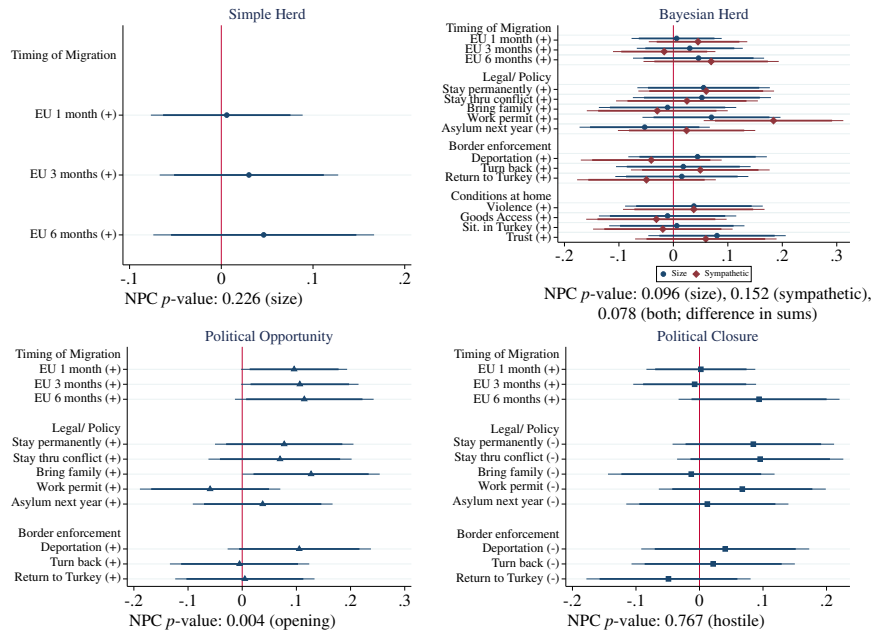 Simple Herd
Timing of Migration
EU 1 month (+)
EU 3 months (+)
EU 6 months (+)
-.1 0 0.1 0.2
NPC p-value: 0.226 (size)
Bayesian Herd
Timing of Migration
EU 1 month (+)
EU 3 months (+)
EU 6 months (+)
Legal/ Policy
Stay permanently (+)
Stay thru conflict (+)
Bring family (+)
Work permit (+)
Asylum next year (+)
Border enforcement
Deportation (+)
Turn back (+)
Return to Turkey (+)
Conditions at home
Violence (+)
Goods Access (+)
Sit. in Turkey (+)
Trust (+)
-.2 -.1 0 0.1 0.2 0.3
Size Sympathetic
NPC p-value: 0.096 (size), 0.152 (sympathetic),
0.078 (both; difference in sums)
Political Opportunity
Timing of Migration
EU 1 month (+)
EU 3 months (+)
EU 6 months (+)
Legal/ Policy
Stay permanently (+)
Stay thru conflict (+)
Bring family (+)
Work permit (+)
Asylum next year (+)
Border enforcement
Deportation (+)
Turn back (+)
Return to Turkey (+)
-.2 -.1 0 .1 .2 .3
NPC p-value: 0.004 (opening)
Political Closure
Timing of Migration
EU 1 month (+)
EU 3 months (+)
EU 6 months (+)
Legal/ Policy
Stay permanently (-)
Stay thru conflict (-)
Bring family (-)
Work permit (-)
Asylum next year (-)
Border enforcement
Deportation (-)
Turn back (-)
Return to Turkey (-)
-0.2 -0.1 0 0.1 0.2
NPC p-value: 0.767 (hostile)